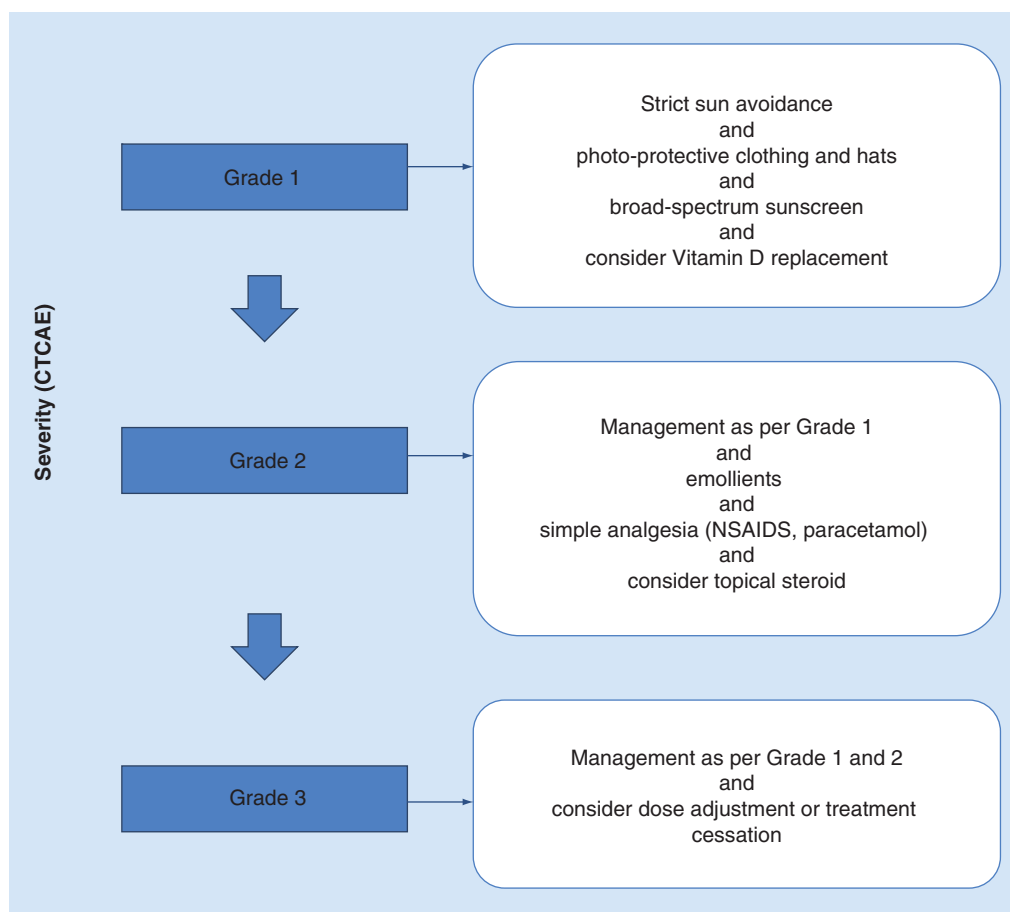 Severity (CTCAE)
Grade 1
Strict sun avoidance
and
photo-protective clothing and hats
and
broad-spectrum sunscreen
and
consider Vitamin D replacement
Grade 2
Management as per Grade 1
and
emollients
and
simple analgesia (NSAIDS, paracetamol)
and
consider topical steroid
Grade 3
Management as per Grade 1 and 2
and
consider dose adjustment or treatment
cessation